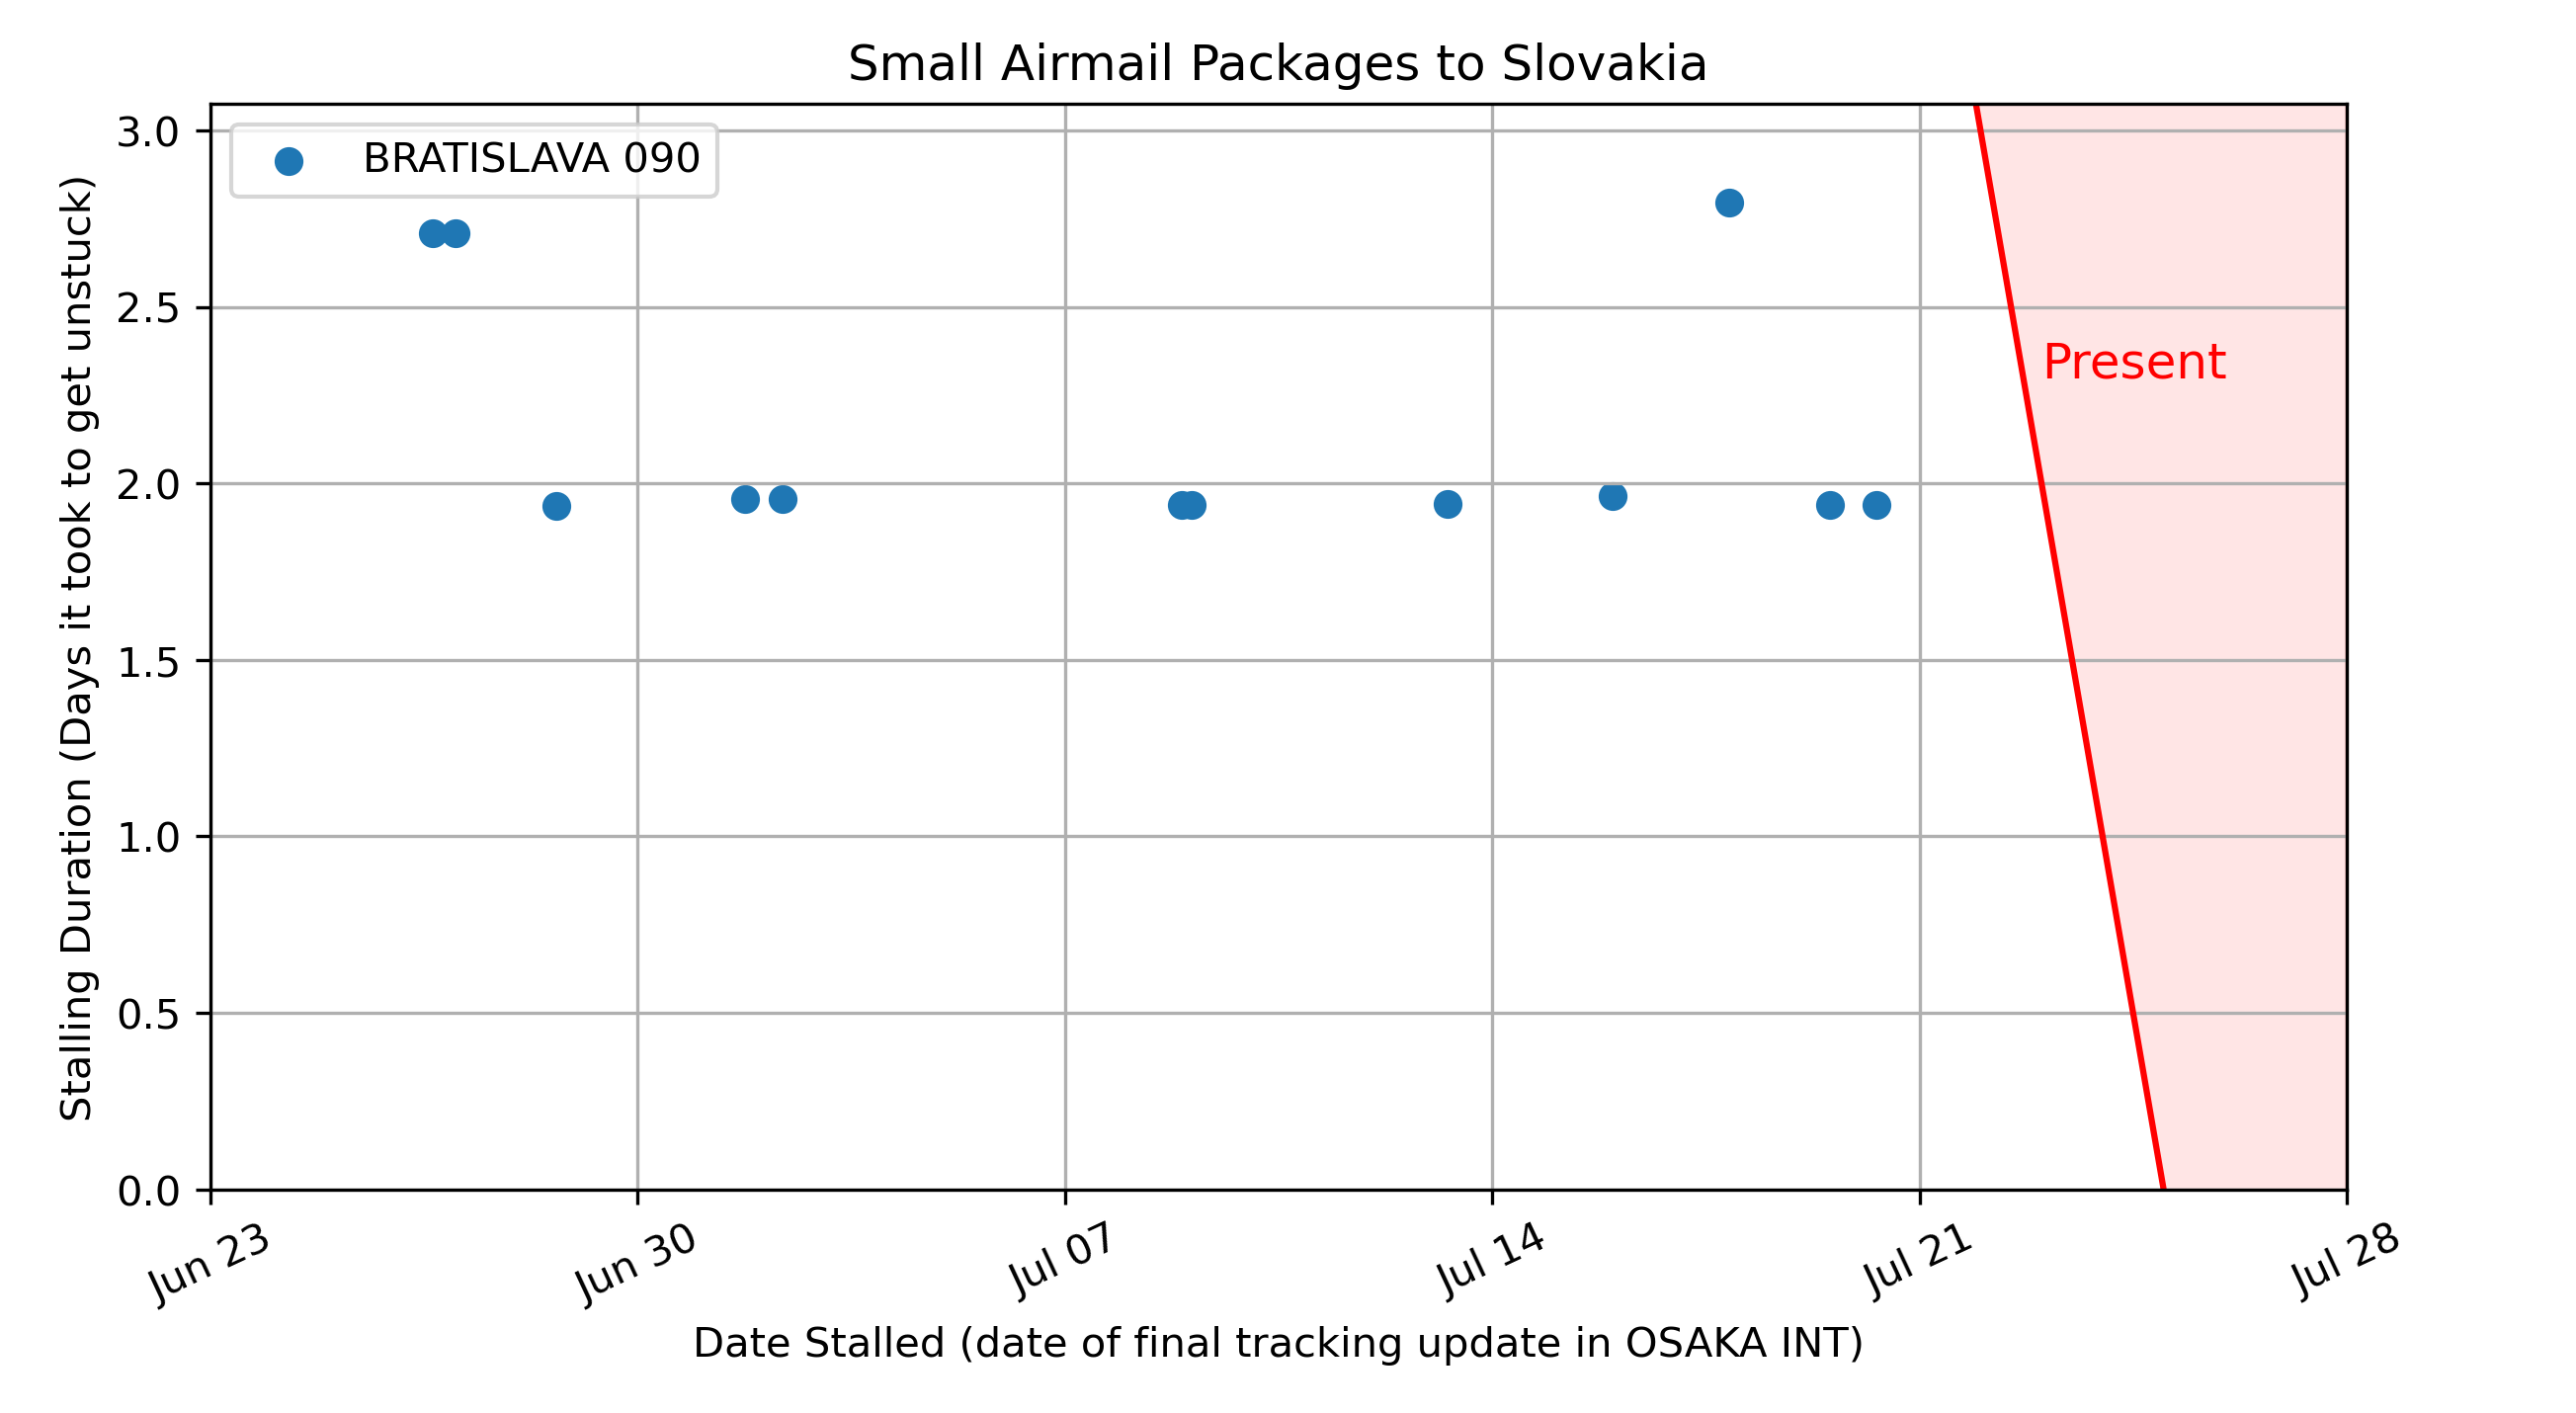 Small Airmail Packages to Slovakia
BRATISLAVA 090
Present
Stalling Duration (Days it took to get unstuck)
3.0
2.5
2.0
1.5
1.0
0.5
0.0
Jun 23
Jun 30
Jul 07
Jul 14
Jul 21
Jul 28
Date Stalled (date of final tracking update in OSAKA INT)